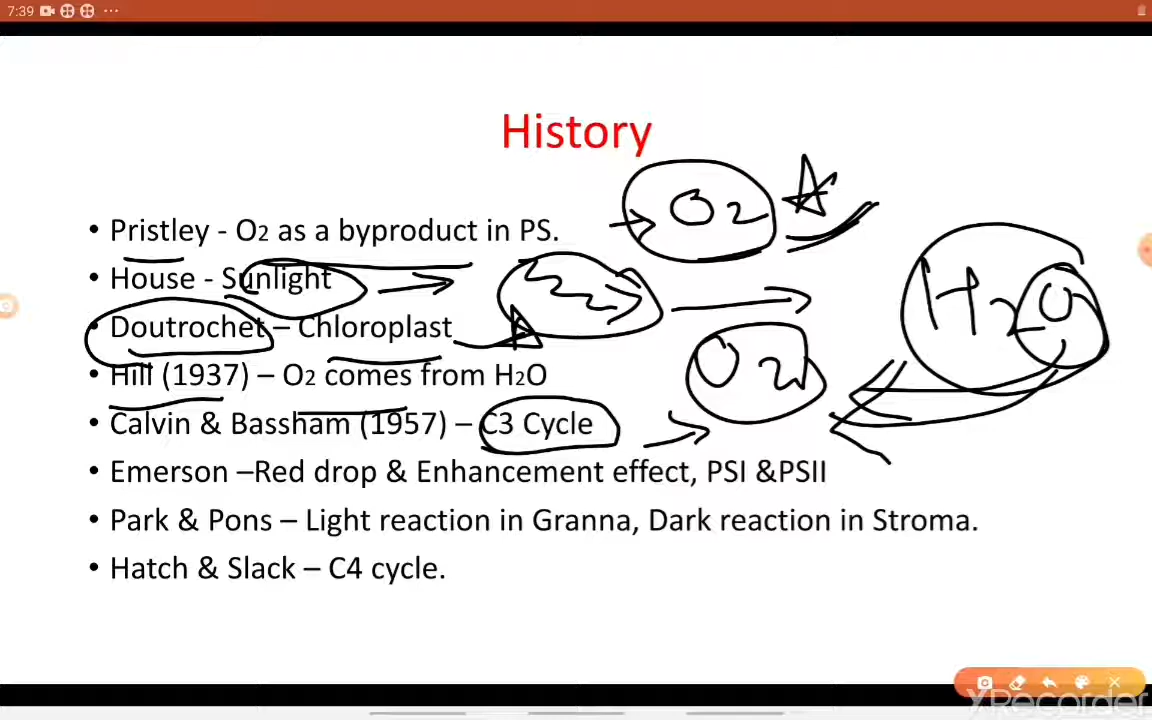 7:39
History
O2
• Pristley - O2 as a byproduct in PS.
• House - Sunlight
• Doutrochet – Chloroplast
H2O
• Hill (1937) – O2 comes from H2O
O2
• Calvin & Bassham (1957) – C3 Cycle
• Emerson –Red drop & Enhancement effect, PSI &PSII
• Park & Pons – Light reaction in Granna, Dark reaction in Stroma.
• Hatch & Slack – C4 cycle.
XRecorder